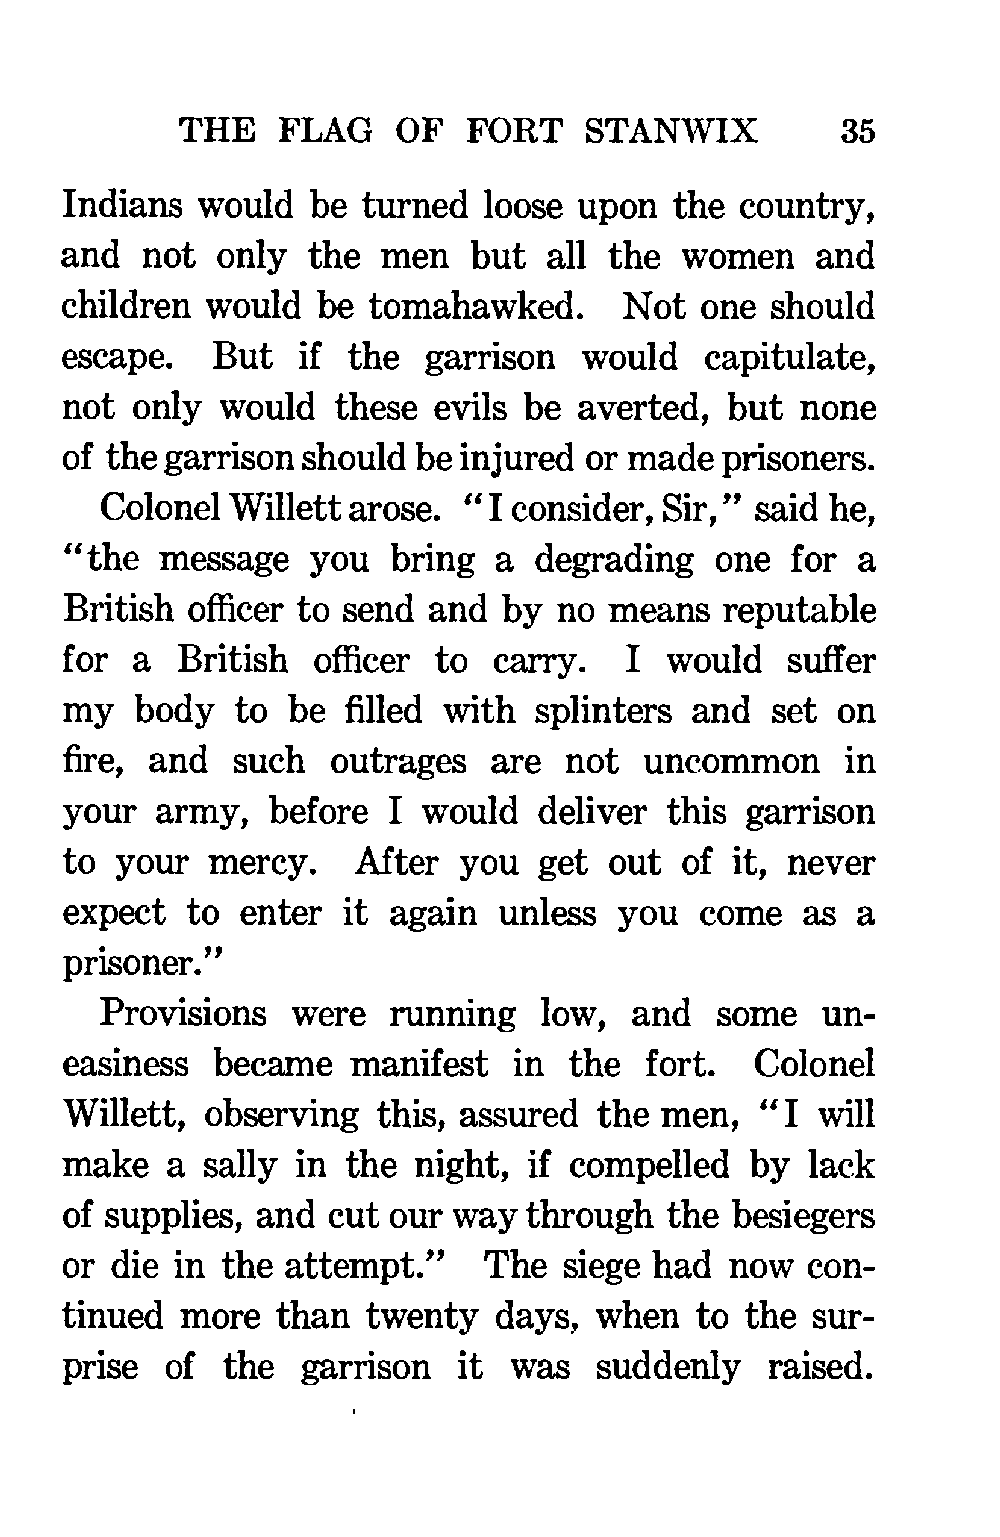 THE FLAG OF FORT STANWIX 35
Indians would be turned loose upon the country,
and not only the men but all the women and
children would be tomahawked. Not one should
escape. But if the garrison would capitulate,
not only would these evils be averted, but none
of the garrison should be injured or made prisoners.
Colonel Willett arose. “I consider, Sir,” said he,
“the message you bring a degrading one for a
British officer to send and by no means reputable
for a British officer to carry. I would suffer
my body to be filled with splinters and set on
fire, and such outrages are not uncommon in
your army, before I would deliver this garrison
to your mercy. After you get out of it, never
expect to enter it again unless you come as a
prisoner.”
Provisions were running low, and some un-
easiness became manifest in the fort. Colonel
Willett, observing this, assured the men, “I will
make a sally in the night, if compelled by lack
of supplies, and cut our way through the besiegers
or die in the attempt.” The siege had now con-
tinued more than twenty days, when to the sur-
prise of the garrison it was suddenly raised.